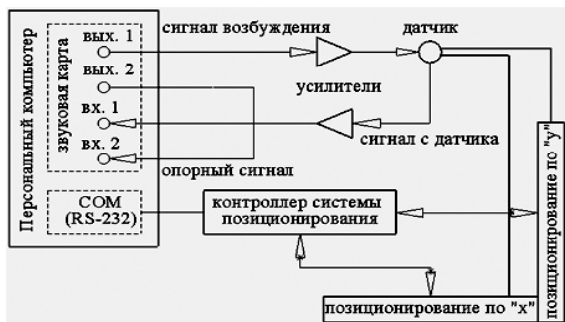 Персональный компьютер
звуковая карта
вых. 1
вых. 2
вх. 1
вх. 2
COM
(RS-232)
сигнал возбуждения
датчик
усилители
сигнал с датчика
опорный сигнал
контроллер системы
позиционирования
позиционирование по "y"
позиционирование по "x"